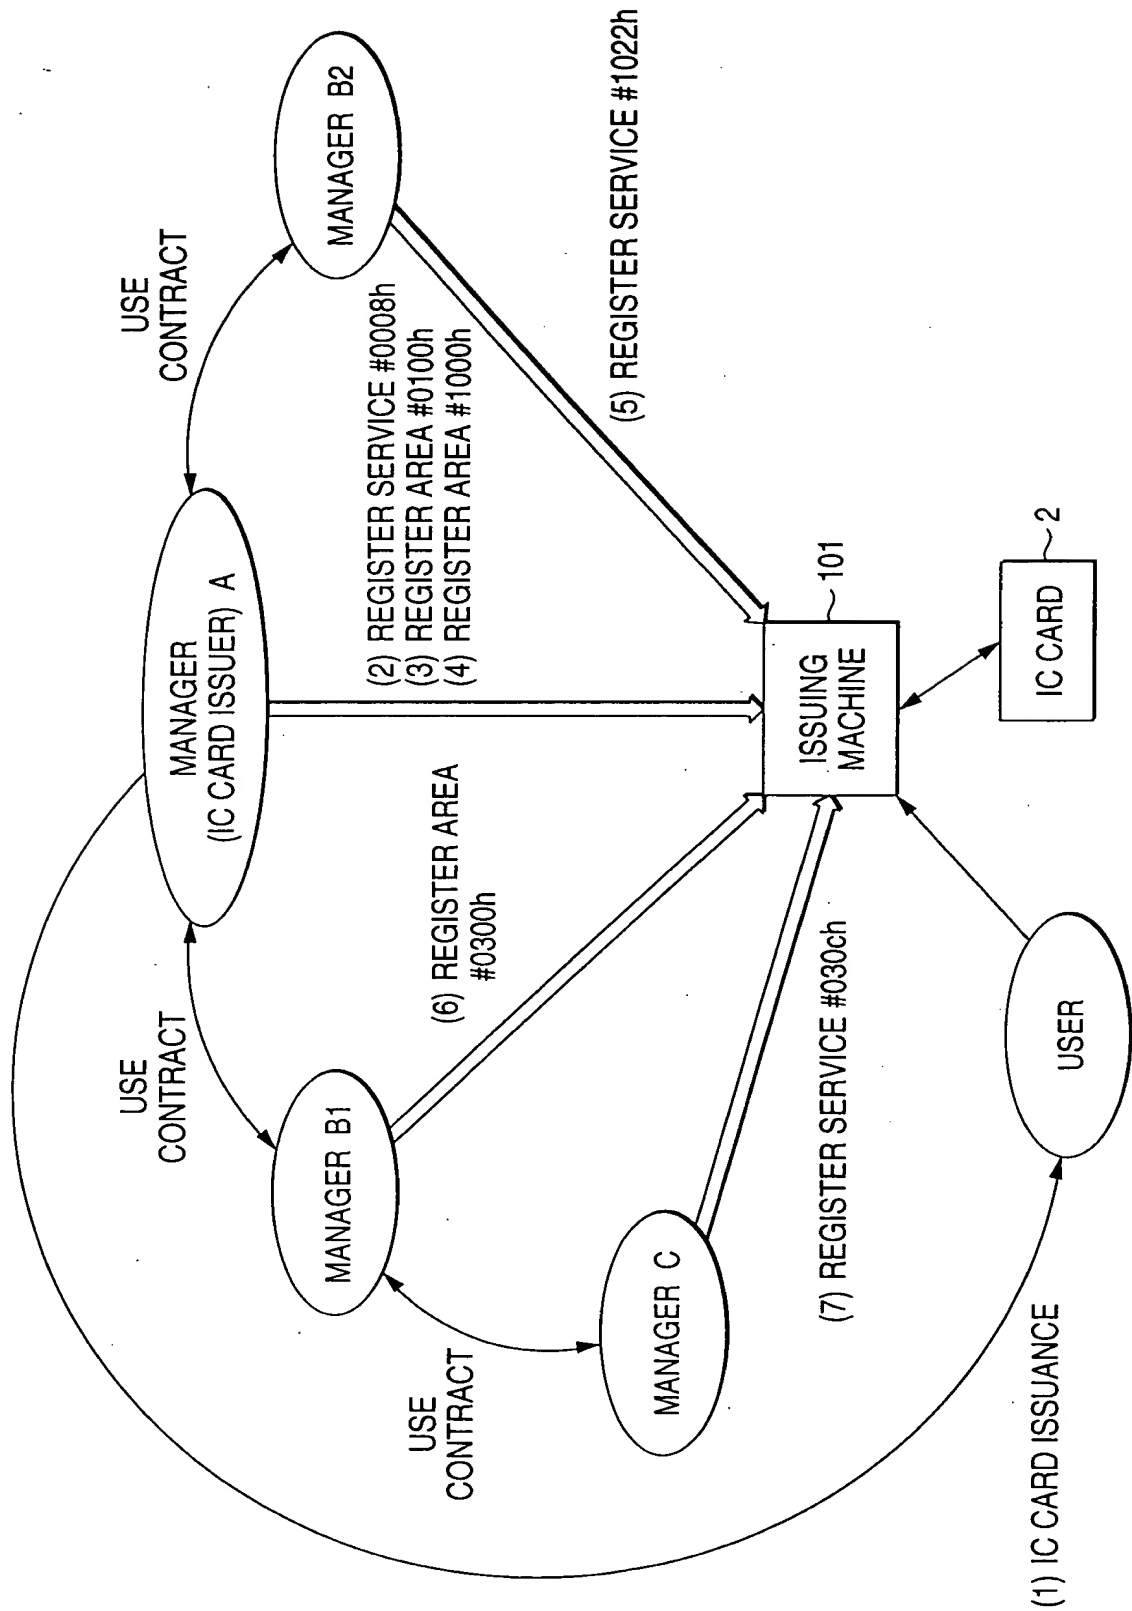 USE
CONTRACT
MANAGER
(IC CARD ISSUER) A
USE
CONTRACT
MANAGER B1
MANAGER B2
(2) REGISTER SERVICE #0008h
(3) REGISTER AREA #0100h
(4) REGISTER AREA #1000h
(6) REGISTER AREA
#0300h
USE
CONTRACT
MANAGER C
(5) REGISTER SERVICE #1022h
(7) REGISTER SERVICE #030ch
ISSUING
MACHINE
101
IC CARD
2
USER
(1) IC CARD ISSUANCE